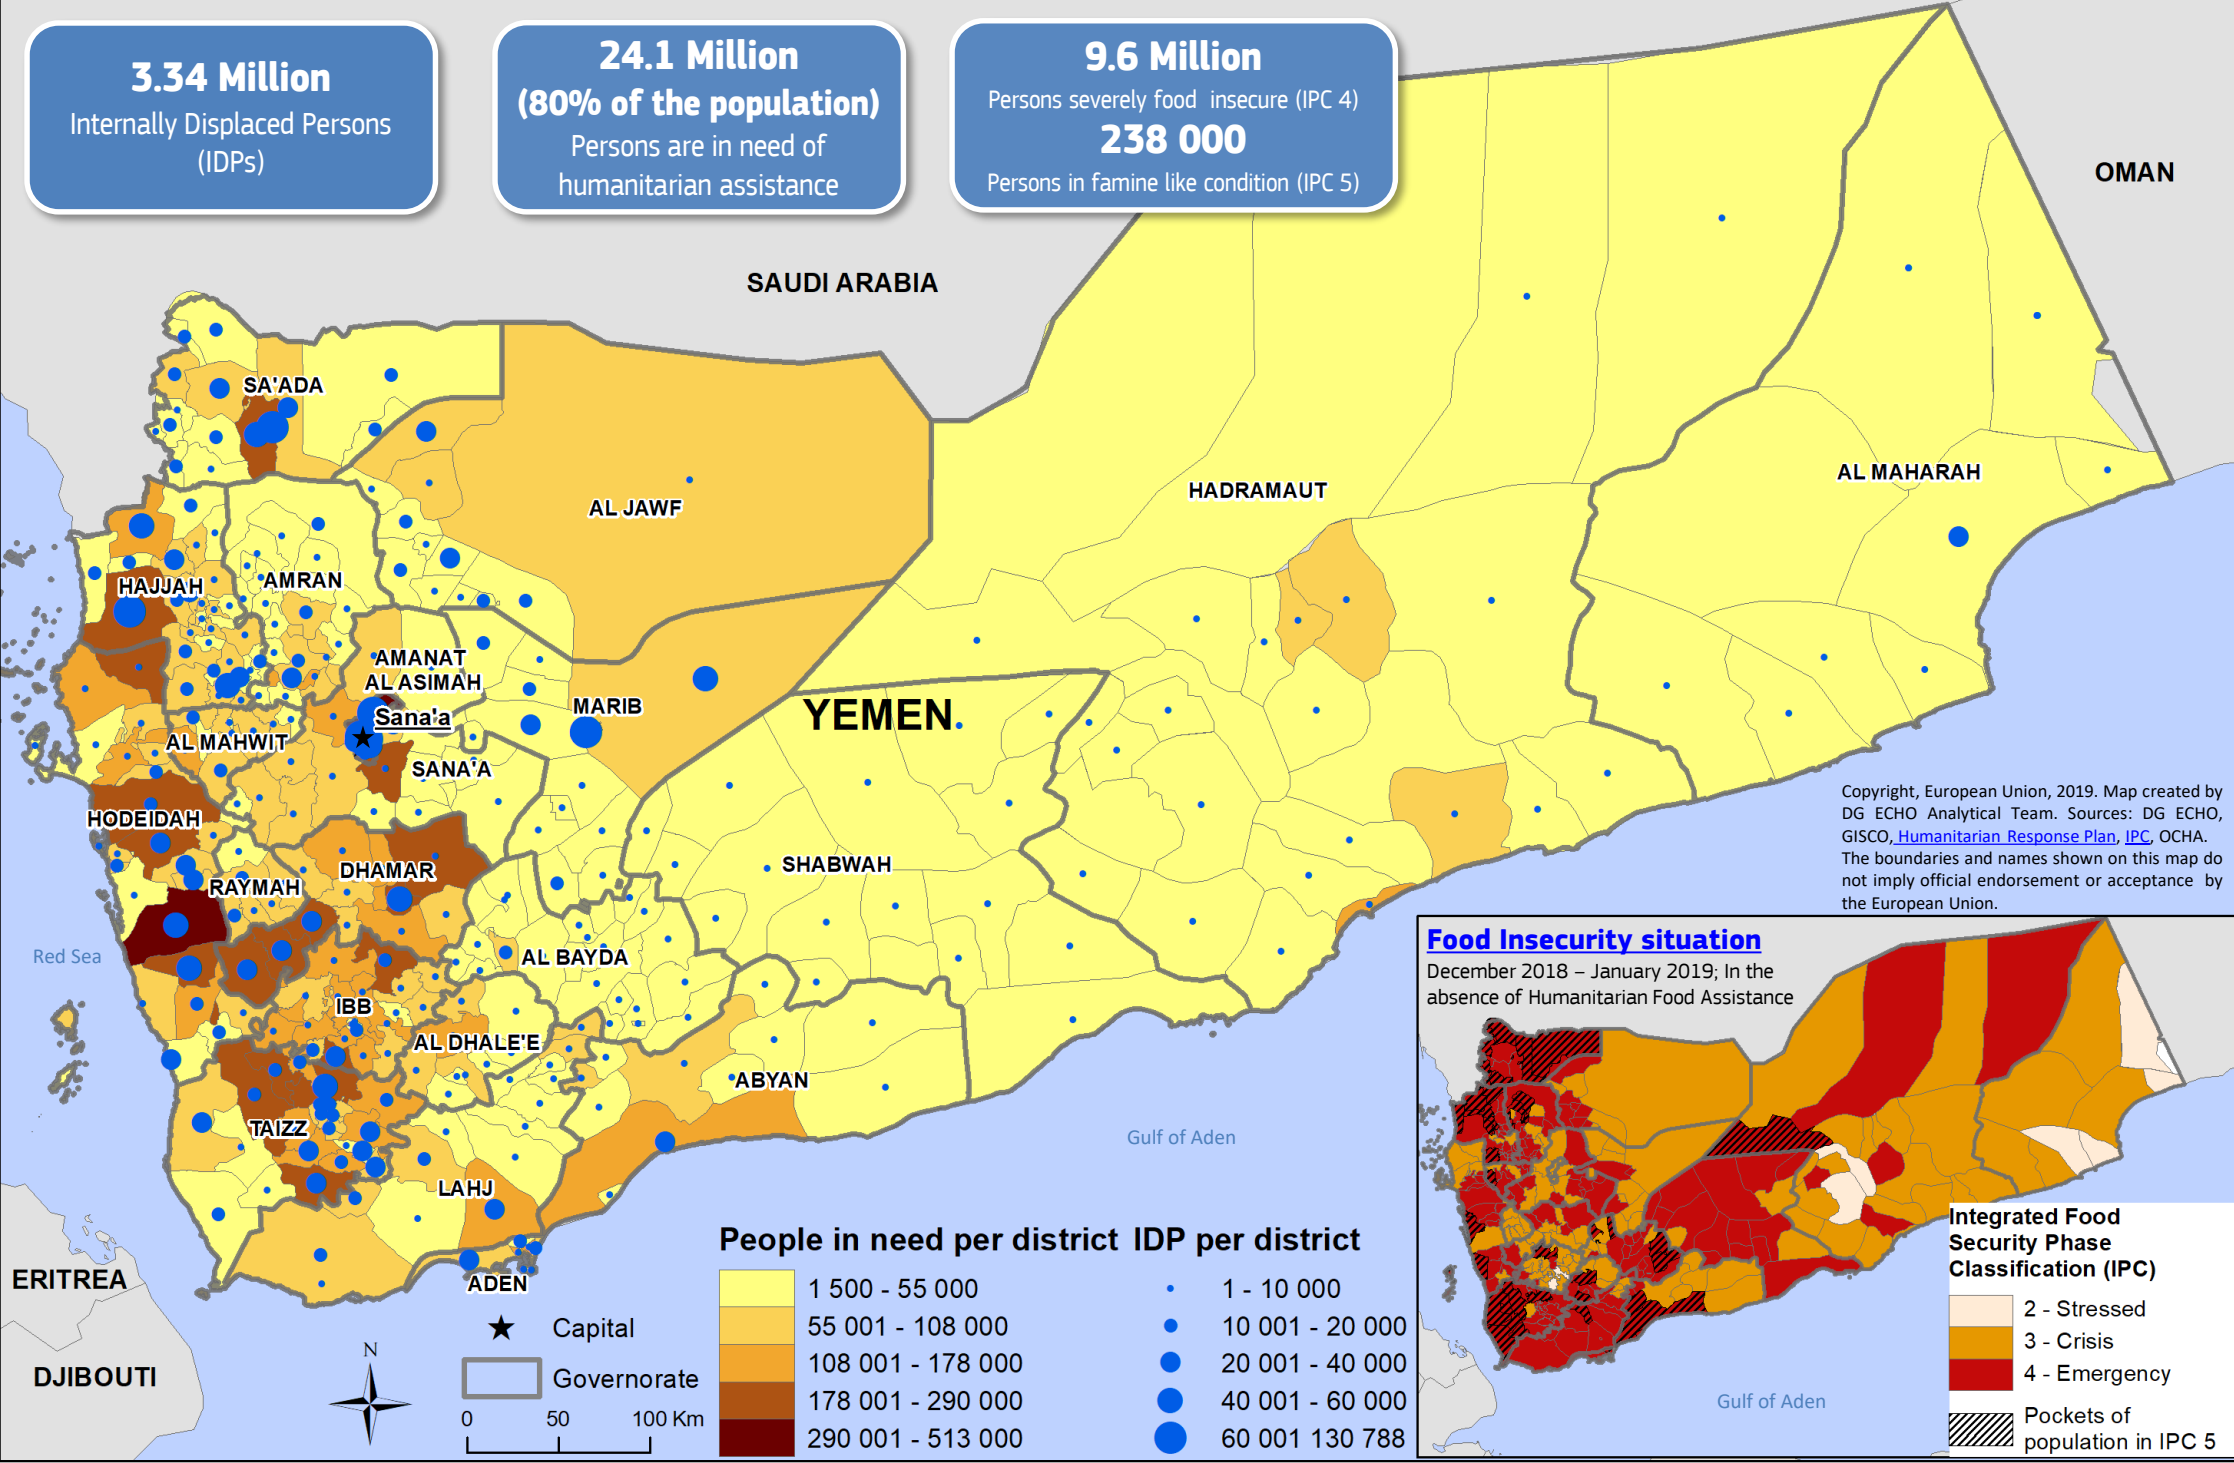 3.34 Million
Internally Displaced Persons
(IDPs)
24.1 Million
(80% of the population)
Persons are in need of
humanitarian assistance
9.6 Million
Persons severely food insecure (IPC 4)
238 000
Persons in famine like condition (IPC 5)
OMAN
SAUDI ARABIA
SA'ADA
AL JAWF
HADRAMAUT
AL MAHARAH
HAJJAH
AMRAN
AMANAT
AL ASIMAH
MARIB
Sana'a
YEMEN
AL MAHWIT
SANA'A
HODEIDAH
DHAMAR
RAYMAH
SHABWAH
AL BAYDA
Red Sea
IBB
AL DHALE'E
ABYAN
TAIZZ
LAHJ
ADEN
Gulf of Aden
ERITREA
DJIBOUTI
Copyright, European Union, 2019. Map created by
DG ECHO Analytical Team. Sources: DG ECHO,
GISCO, Humanitarian Response Plan, IPC, OCHA.
The boundaries and names shown on this map do
not imply official endorsement or acceptance by
the European Union.
N
Capital
Governorate
0 50 100 Km
People in need per district
1 500 - 55 000
55 001 - 108 000
108 001 - 178 000
178 001 - 290 000
290 001 - 513 000
IDP per district
1 - 10 000
10 001 - 20 000
20 001 - 40 000
40 001 - 60 000
60 001 130 788
Food Insecurity situation
December 2018 – January 2019; In the
absence of Humanitarian Food Assistance
Gulf of Aden
Integrated Food
Security Phase
Classification (IPC)
2 - Stressed
3 - Crisis
4 - Emergency
Pockets of
population in IPC 5